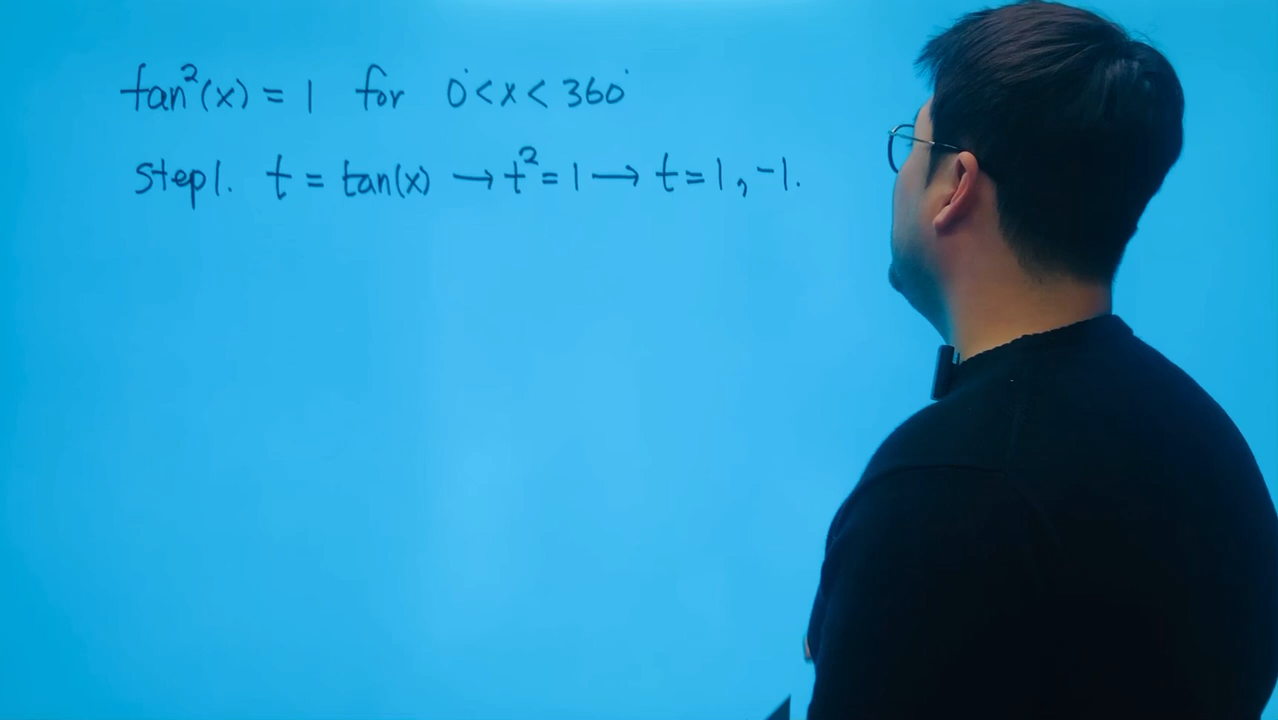 tan²(x) = 1 for 0° < x < 360°
Step1. t = tan(x) → t² = 1 → t = 1, -1.